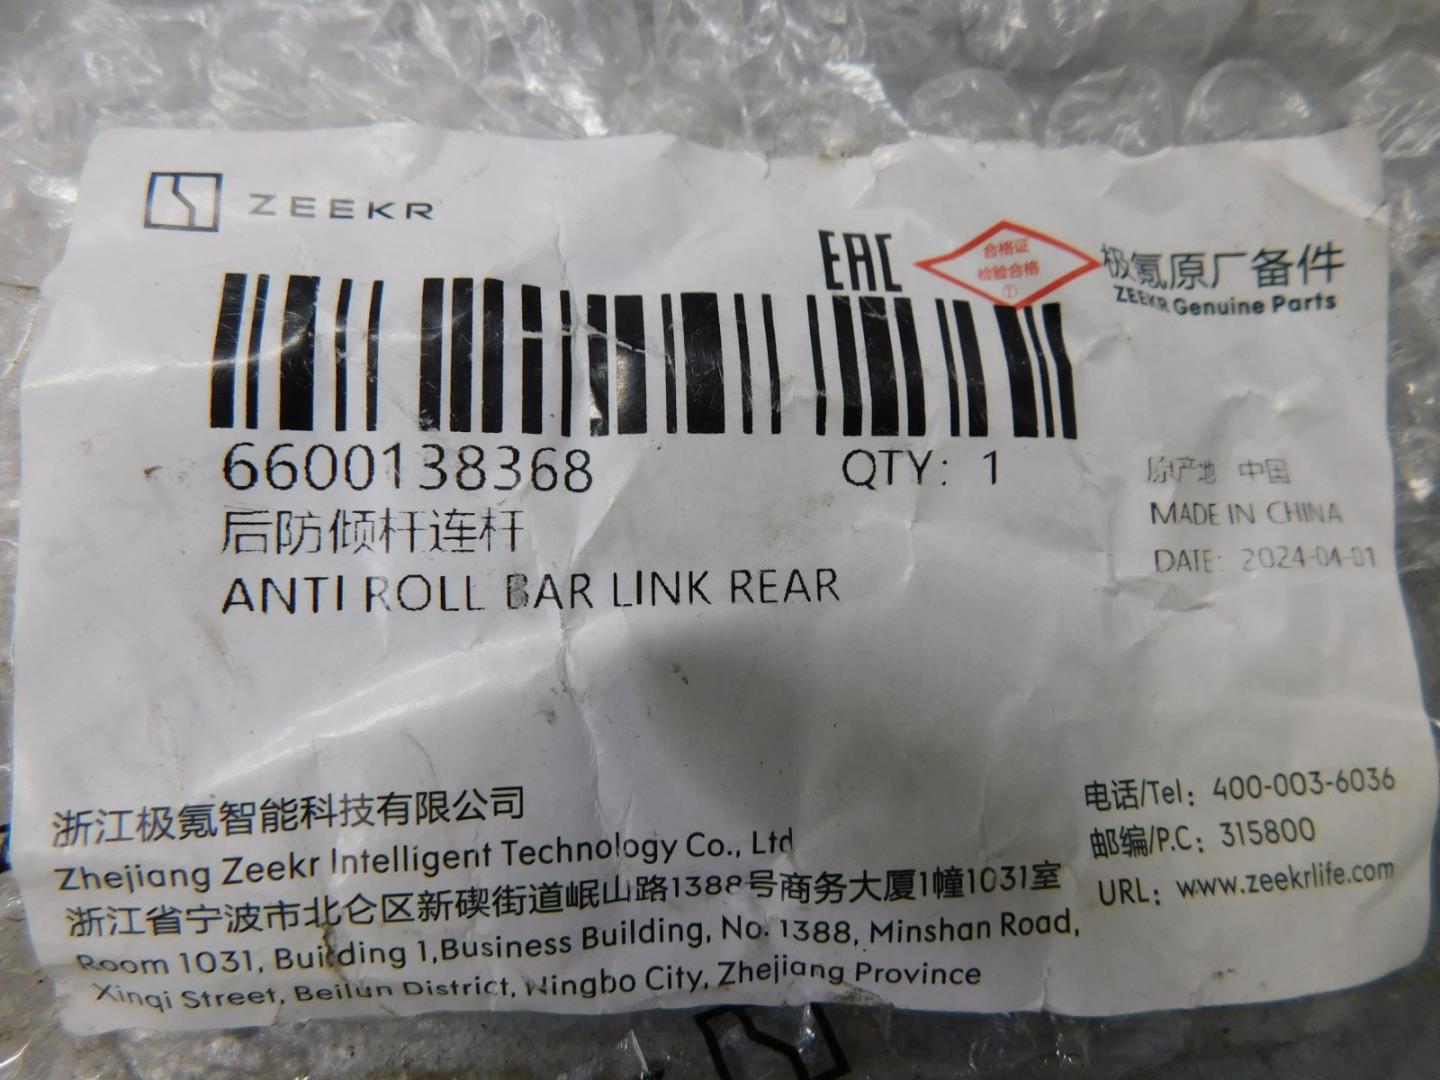 ZEEKR
EAC
合格证
检验合格
①
极氪原厂备件
ZEEKR Genuine Parts
6600138368
QTY: 1
后防倾杆连杆
ANTI ROLL BAR LINK REAR
原产地: 中国
MADE IN CHINA
DATE: 2024-04-01
浙江极氪智能科技有限公司
Zhejiang Zeekr Intelligent Technology Co., Ltd
浙江省宁波市北仑区新碶街道岷山路1388号商务大厦1幢1031室
Room 1031, Building 1,Business Building, No. 1388, Minshan Road,
Xinqi Street, Beilun District, Ningbo City, Zhejiang Province
电话/Tel: 400-003-6036
邮编/P.C: 315800
URL: www.zeekrlife.com